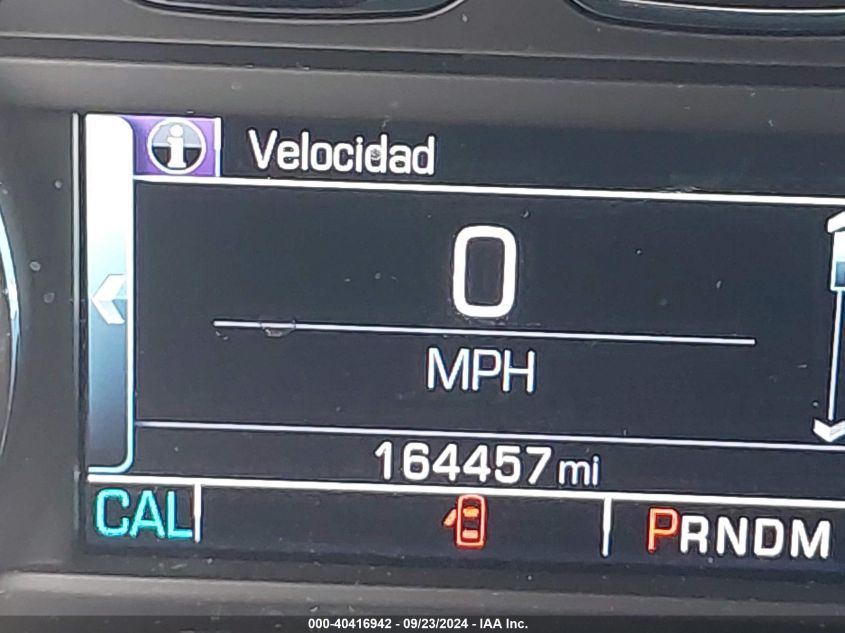 i Velocidad
0
MPH
164457 mi
CAL PRNDM
000-40416942 - 09/23/2024 - IAA Inc.